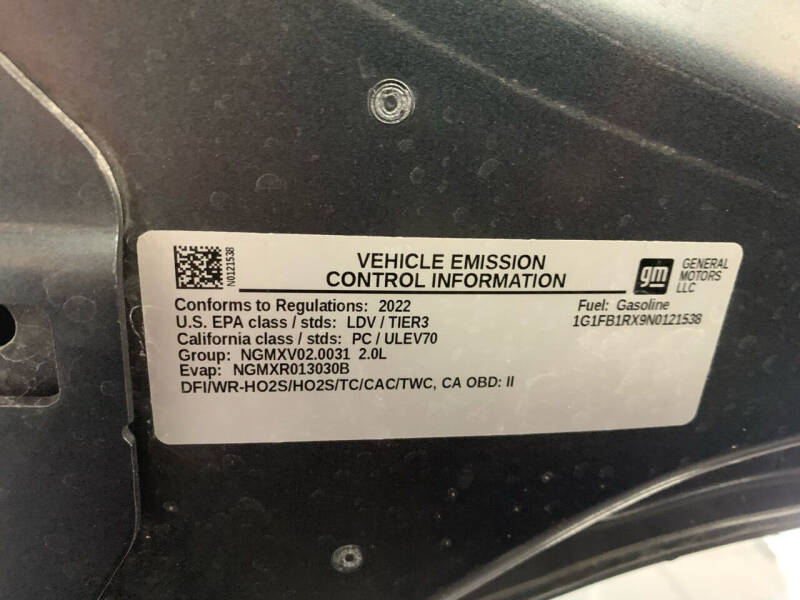 N0121538
VEHICLE EMISSION
CONTROL INFORMATION
gm
GENERAL
MOTORS
LLC
Conforms to Regulations: 2022
U.S. EPA class / stds: LDV / TIER3
California class / stds: PC / ULEV70
Group: NGMXV02.0031 2.0L
Evap: NGMXR013030B
DFI/WR-HO2S/HO2S/TC/CAC/TWC, CA OBD: II
Fuel: Gasoline
1G1FB1RX9N0121538